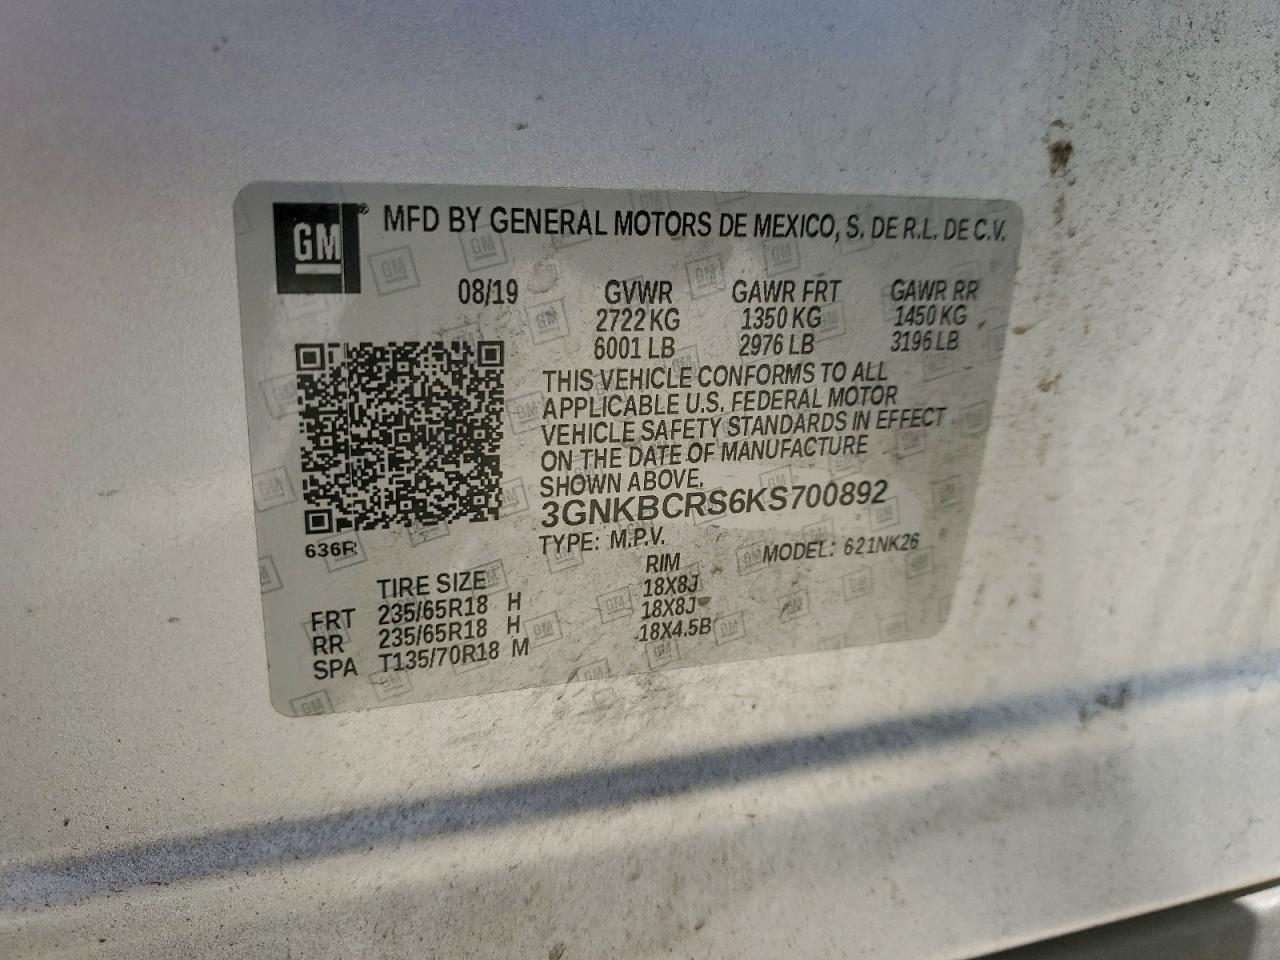 GM
MFD BY GENERAL MOTORS DE MEXICO, S. DE R.L. DE C.V.
08/19 GVWR GAWR FRT GAWR RR
2722 KG 1350 KG 1450 KG
6001 LB 2976 LB 3196 LB
THIS VEHICLE CONFORMS TO ALL
APPLICABLE U.S. FEDERAL MOTOR
VEHICLE SAFETY STANDARDS IN EFFECT
ON THE DATE OF MANUFACTURE
SHOWN ABOVE.
3GNKBCRS6KS700892
636R
TYPE: M.P.V. MODEL: 621NK26
TIRE SIZE RIM
FRT 235/65R18 H 18X8J
RR 235/65R18 H 18X8J
SPA T135/70R18 M 18X4.5B